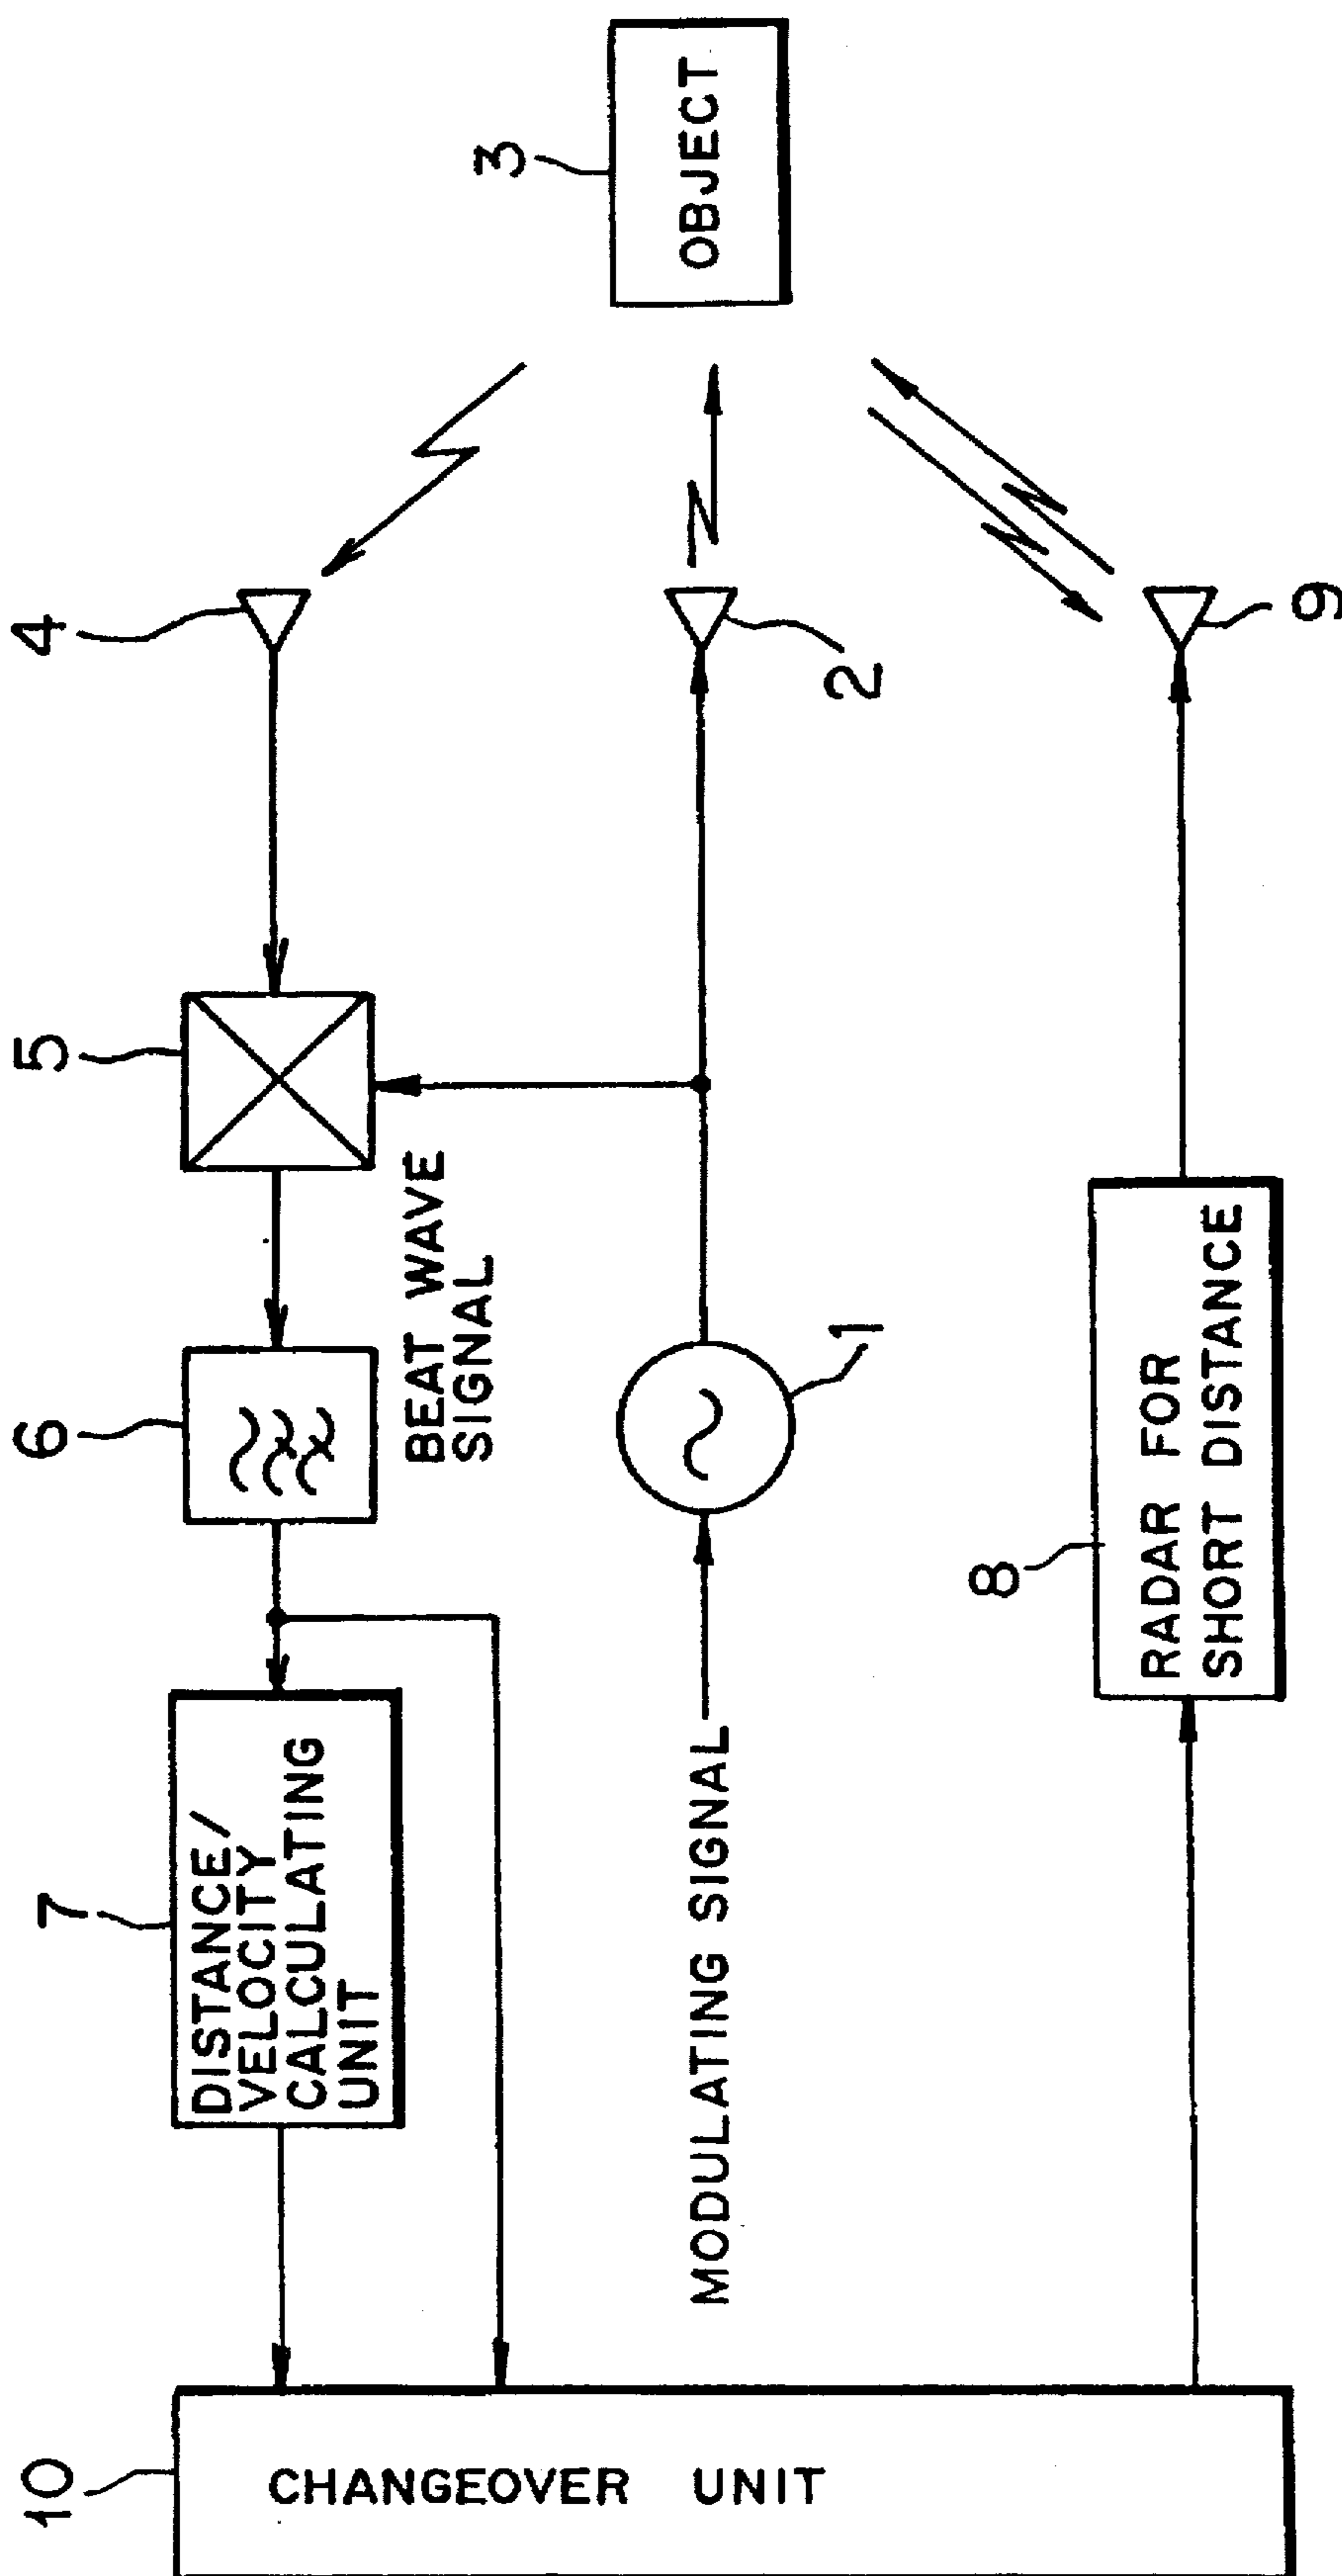 10
CHANGEOVER UNIT
7
DISTANCE/
VELOCITY
CALCULATING
UNIT
6
BEAT WAVE
SIGNAL
5
4
MODULATING SIGNAL
1
2
3
OBJECT
8
RADAR FOR
SHORT DISTANCE
9